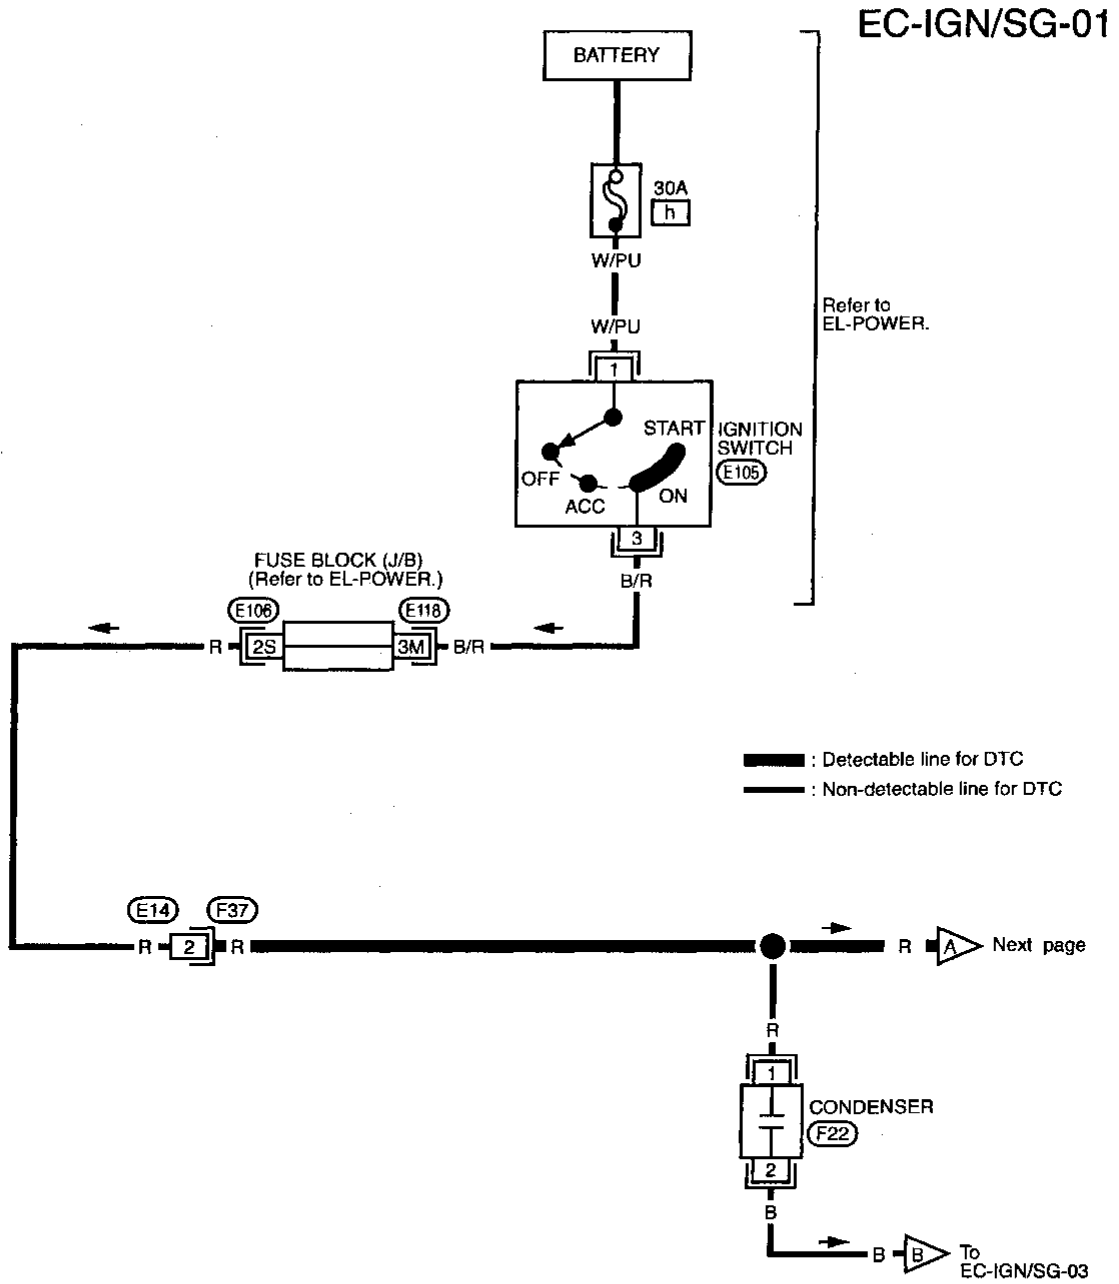 EC-IGN/SG-01
BATTERY
30A
h
W/PU
Refer to
EL-POWER.
W/PU
1
START
IGNITION
SWITCH
E105
OFF
ACC
ON
3
B/R
FUSE BLOCK (J/B)
(Refer to EL-POWER.)
E106
E118
R
2S
3M
B/R
: Detectable line for DTC
: Non-detectable line for DTC
E14
F37
R
2
R
R
A
Next page
R
1
CONDENSER
F22
2
B
B
B
To
EC-IGN/SG-03